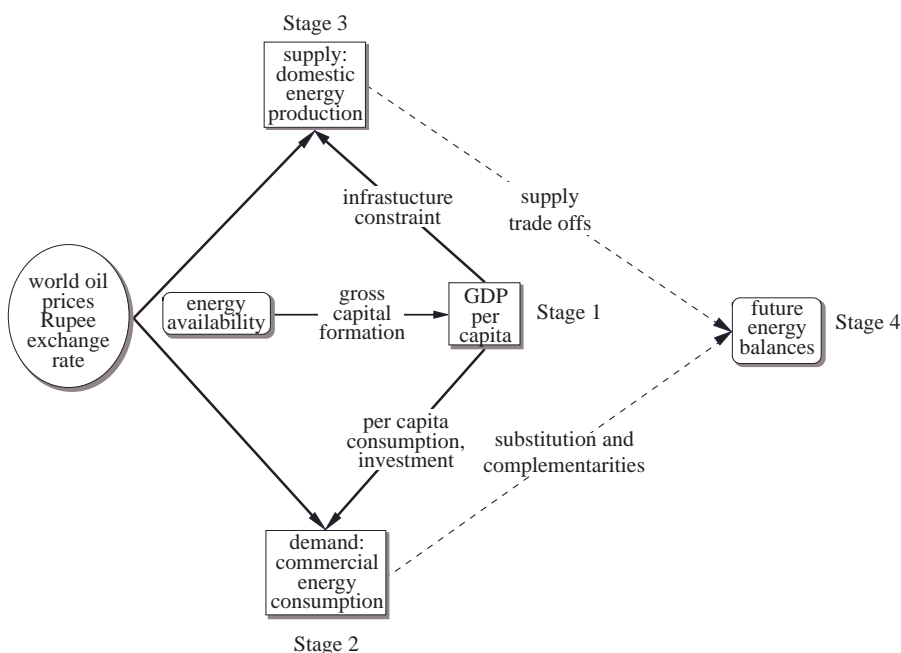 Stage 3
supply:
domestic
energy
production
infrastucture
constraint
supply
trade offs
world oil
prices
Rupee
exchange
rate
energy
availability
gross
capital
formation
GDP
per
capita
Stage 1
future
energy
balances
Stage 4
per capita
consumption,
investment
substitution and
complementarities
demand:
commercial
energy
consumption
Stage 2